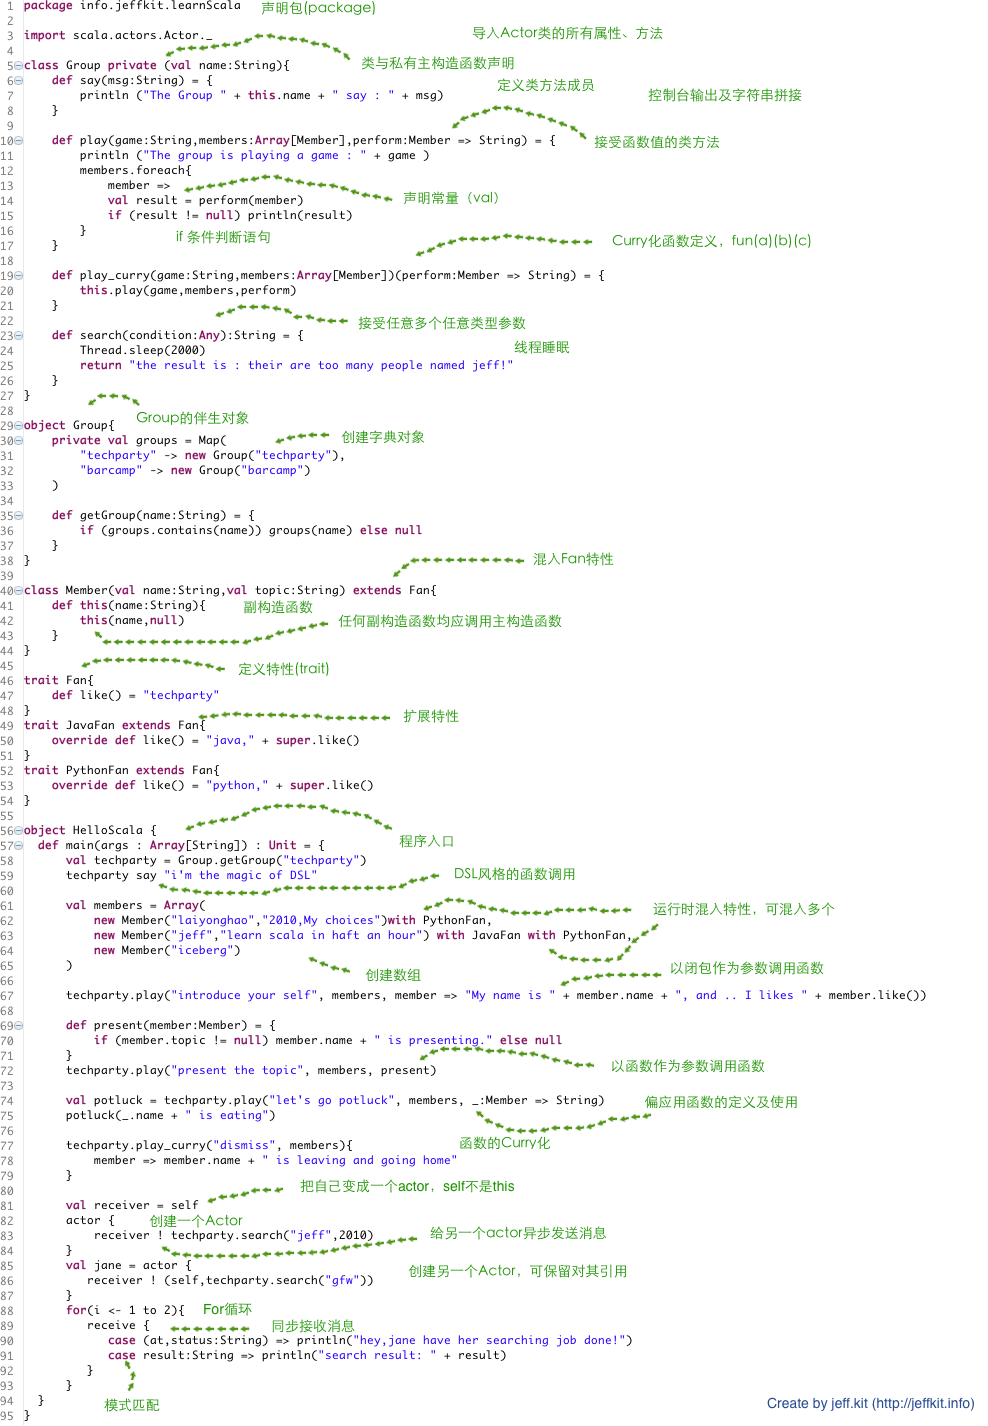 1 package info.jeffkit.learnScala 声明包(package)
2
3 import scala.actors.Actor._ 导入Actor类的所有属性、方法
4
5 class Group private (val name:String){ 类与私有主构造函数声明
6 def say(msg:String) = { 定义类方法成员
7 println ("The Group " + this.name + " say : " + msg) 控制台输出及字符串拼接
8 }
9
10 def play(game:String,members:Array[Member],perform:Member => String) = { 接受函数值的类方法
11 println ("The group is playing a game : " + game )
12 members.foreach{
13 member =>
14 val result = perform(member) 声明常量（val）
15 if (result != null) println(result)
16 }
if 条件判断语句
17 } Curry化函数定义，fun(a)(b)(c)
18
19 def play_curry(game:String,members:Array[Member])(perform:Member => String) = {
20 this.play(game,members,perform)
21 }
22 接受任意多个任意类型参数
23 def search(condition:Any):String = {
24 Thread.sleep(2000) 线程睡眠
25 return "the result is : their are too many people named jeff!"
26 }
27 }
28 Group的伴生对象
29 object Group{
30 private val groups = Map( 创建字典对象
31 "techparty" -> new Group("techparty"),
32 "barcamp" -> new Group("barcamp")
33 )
34
35 def getGroup(name:String) = {
36 if (groups.contains(name)) groups(name) else null
37 }
38 } 混入Fan特性
39
40 class Member(val name:String,val topic:String) extends Fan{
41 def this(name:String){ 副构造函数
42 this(name,null) 任何副构造函数均应调用主构造函数
43 }
44 }
45 定义特性(trait)
46 trait Fan{
47 def like() = "techparty"
48 } 扩展特性
49 trait JavaFan extends Fan{
50 override def like() = "java," + super.like()
51 }
52 trait PythonFan extends Fan{
53 override def like() = "python," + super.like()
54 }
55
56 object HelloScala { 程序入口
57 def main(args : Array[String]) : Unit = {
58 val techparty = Group.getGroup("techparty")
59 techparty say "i'm the magic of DSL" DSL风格的函数调用
60
61 val members = Array( 运行时混入特性，可混入多个
62 new Member("laiyonghao","2010,My choices")with PythonFan,
63 new Member("jeff","learn scala in haft an hour") with JavaFan with PythonFan,
64 new Member("iceberg")
65 ) 创建数组 以闭包作为参数调用函数
66
67 techparty.play("introduce your self", members, member => "My name is " + member.name + ", and .. I likes " + member.like())
68
69 def present(member:Member) = {
70 if (member.topic != null) member.name + " is presenting." else null
71 }
72 techparty.play("present the topic", members, present) 以函数作为参数调用函数
73
74 val potluck = techparty.play("let's go potluck", members, _:Member => String) 偏应用函数的定义及使用
75 potluck(_.name + " is eating")
76
77 techparty.play_curry("dismiss", members){ 函数的Curry化
78 member => member.name + " is leaving and going home"
79 }
80 把自己变成一个actor，self不是this
81 val receiver = self
82 actor { 创建一个Actor
83 receiver ! techparty.search("jeff",2010) 给另一个actor异步发送消息
84 }
85 val jane = actor { 创建另一个Actor，可保留对其引用
86 receiver ! (self,techparty.search("gfw"))
87 }
88 for(i <- 1 to 2){ For循环
89 receive { 同步接收消息
90 case (at,status:String) => println("hey,jane have her searching job done!")
91 case result:String => println("search result: " + result)
92 }
93 }
94 } 模式匹配 Create by jeff.kit (http://jeffkit.info)
95 }